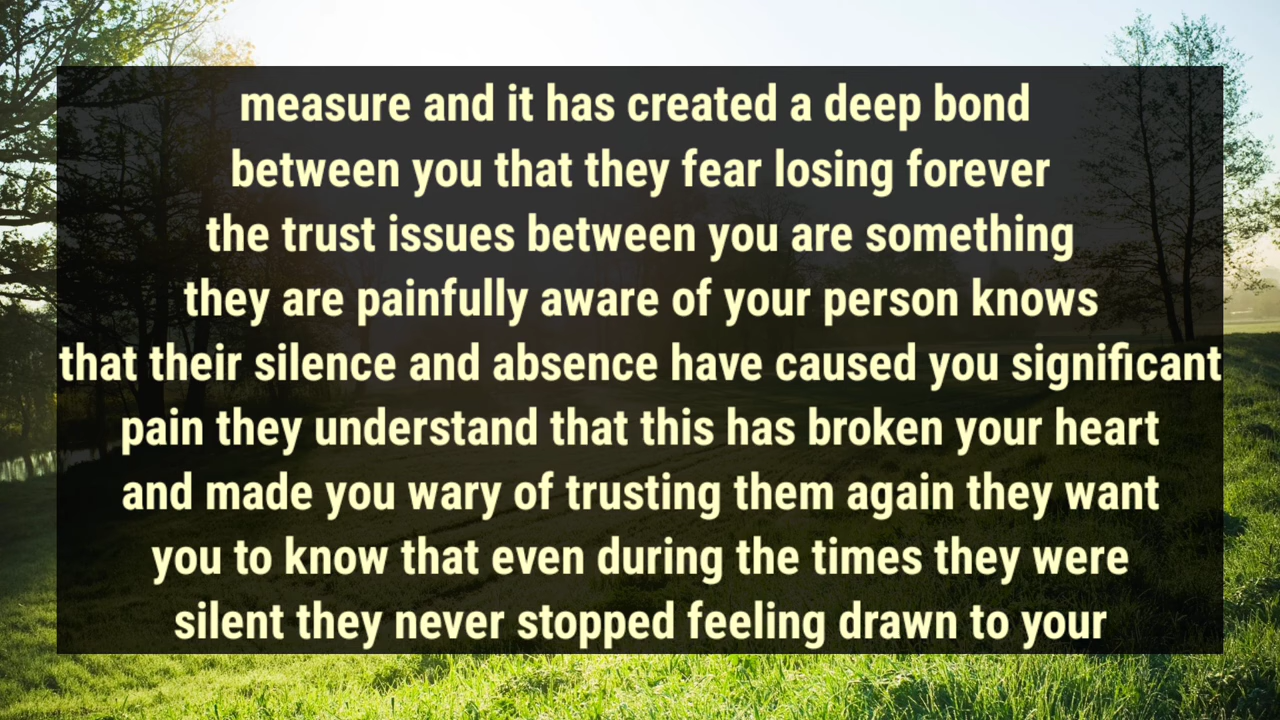 measure and it has created a deep bond
between you that they fear losing forever
the trust issues between you are something
they are painfully aware of your person knows
that their silence and absence have caused you significant
pain they understand that this has broken your heart
and made you wary of trusting them again they want
you to know that even during the times they were
silent they never stopped feeling drawn to your